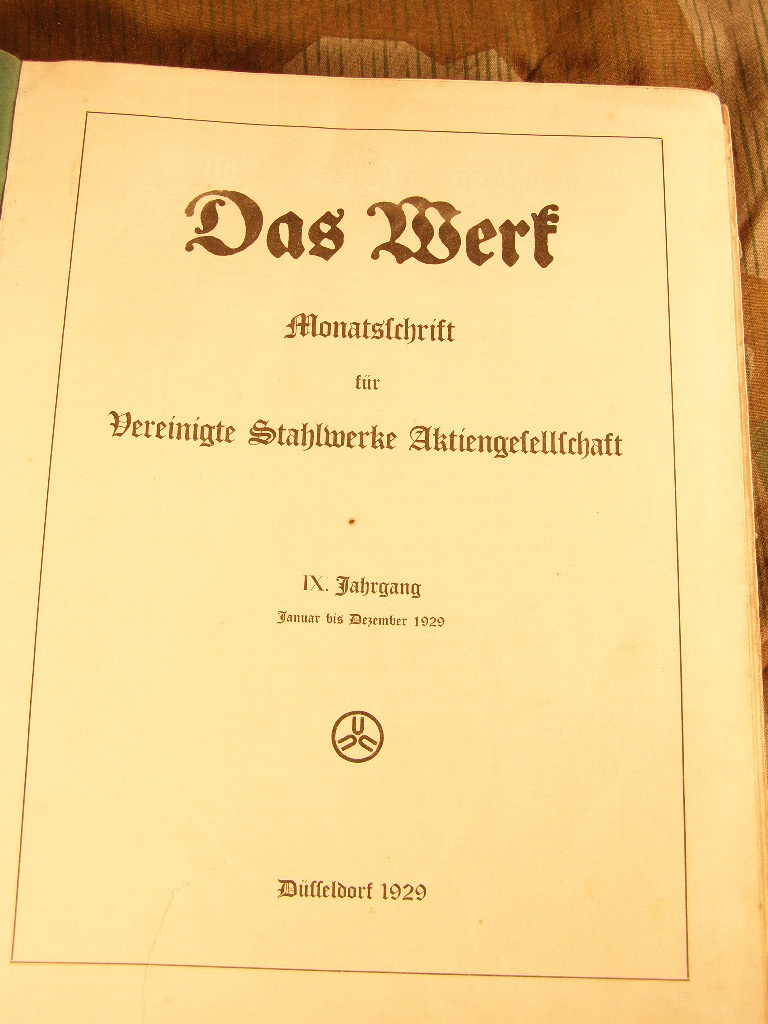 Das Werk
Monatsſchrift
für
Vereinigte Stahlwerke Aktiengeſellſchaft
IX. Jahrgang
Januar bis Dezember 1929
Düſſeldorf 1929